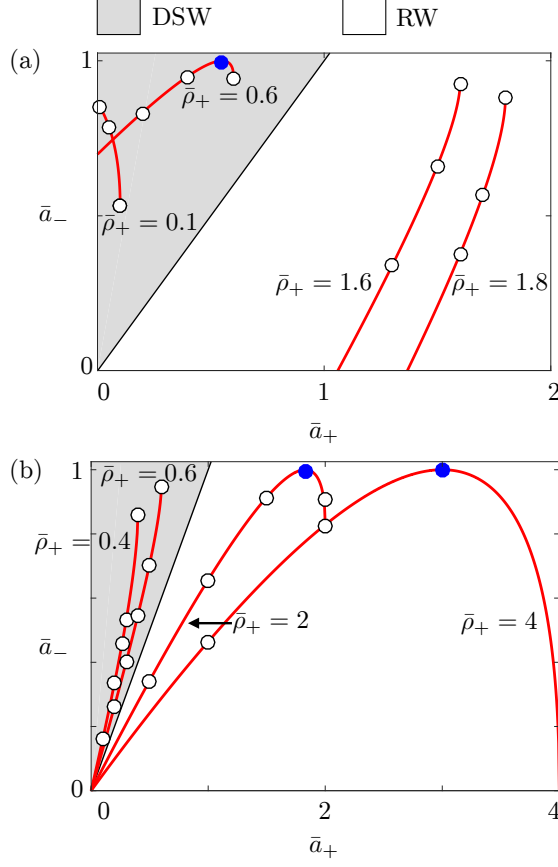 DSW RW
(a)
1
ρ̄₊ = 0.6
ā₋
ρ̄₊ = 0.1
ρ̄₊ = 1.6 ρ̄₊ = 1.8
0
0 1 2
ā₊
(b)
1
ρ̄₊ = 0.6
ρ̄₊ = 0.4
ā₋
ρ̄₊ = 2 ρ̄₊ = 4
0
0 2 4
ā₊